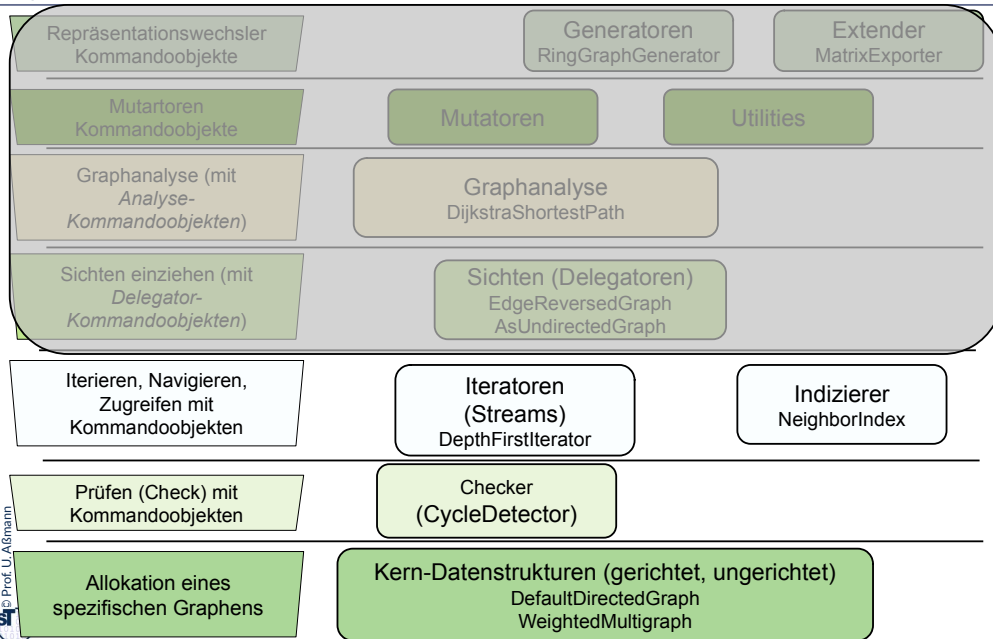 Repräsentationswechsler
Kommandoobjekte
Generatoren
RingGraphGenerator
Extender
MatrixExporter
Mutartoren
Kommandoobjekte
Mutatoren
Utilities
Graphanalyse (mit
Analyse-
Kommandoobjekten)
Graphanalyse
DijkstraShortestPath
Sichten einziehen (mit
Delegator-
Kommandoobjekten)
Sichten (Delegatoren)
EdgeReversedGraph
AsUndirectedGraph
Iterieren, Navigieren,
Zugreifen mit
Kommandoobjekten
Iteratoren
(Streams)
DepthFirstIterator
Indizierer
NeighborIndex
Prüfen (Check) mit
Kommandoobjekten
Checker
(CycleDetector)
Allokation eines
spezifischen Graphens
Kern-Datenstrukturen (gerichtet, ungerichtet)
DefaultDirectedGraph
WeightedMultigraph
© Prof. U. Aßmann